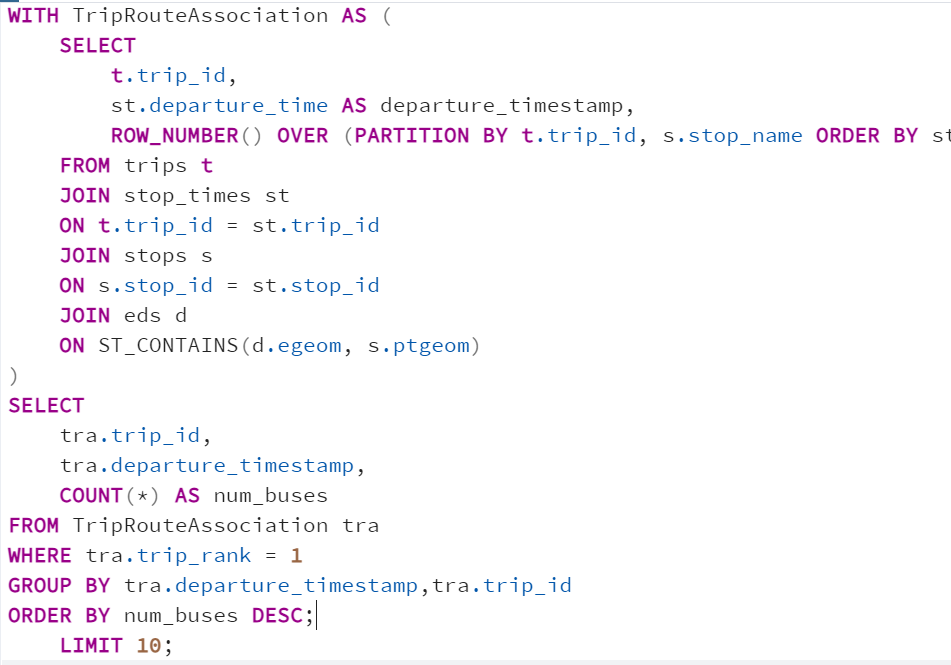 WITH TripRouteAssociation AS (
    SELECT
        t.trip_id,
        st.departure_time AS departure_timestamp,
        ROW_NUMBER() OVER (PARTITION BY t.trip_id, s.stop_name ORDER BY st
    FROM trips t
    JOIN stop_times st
    ON t.trip_id = st.trip_id
    JOIN stops s
    ON s.stop_id = st.stop_id
    JOIN eds d
    ON ST_CONTAINS(d.egeom, s.ptgeom)
)
SELECT
    tra.trip_id,
    tra.departure_timestamp,
    COUNT(*) AS num_buses
FROM TripRouteAssociation tra
WHERE tra.trip_rank = 1
GROUP BY tra.departure_timestamp,tra.trip_id
ORDER BY num_buses DESC;
    LIMIT 10;